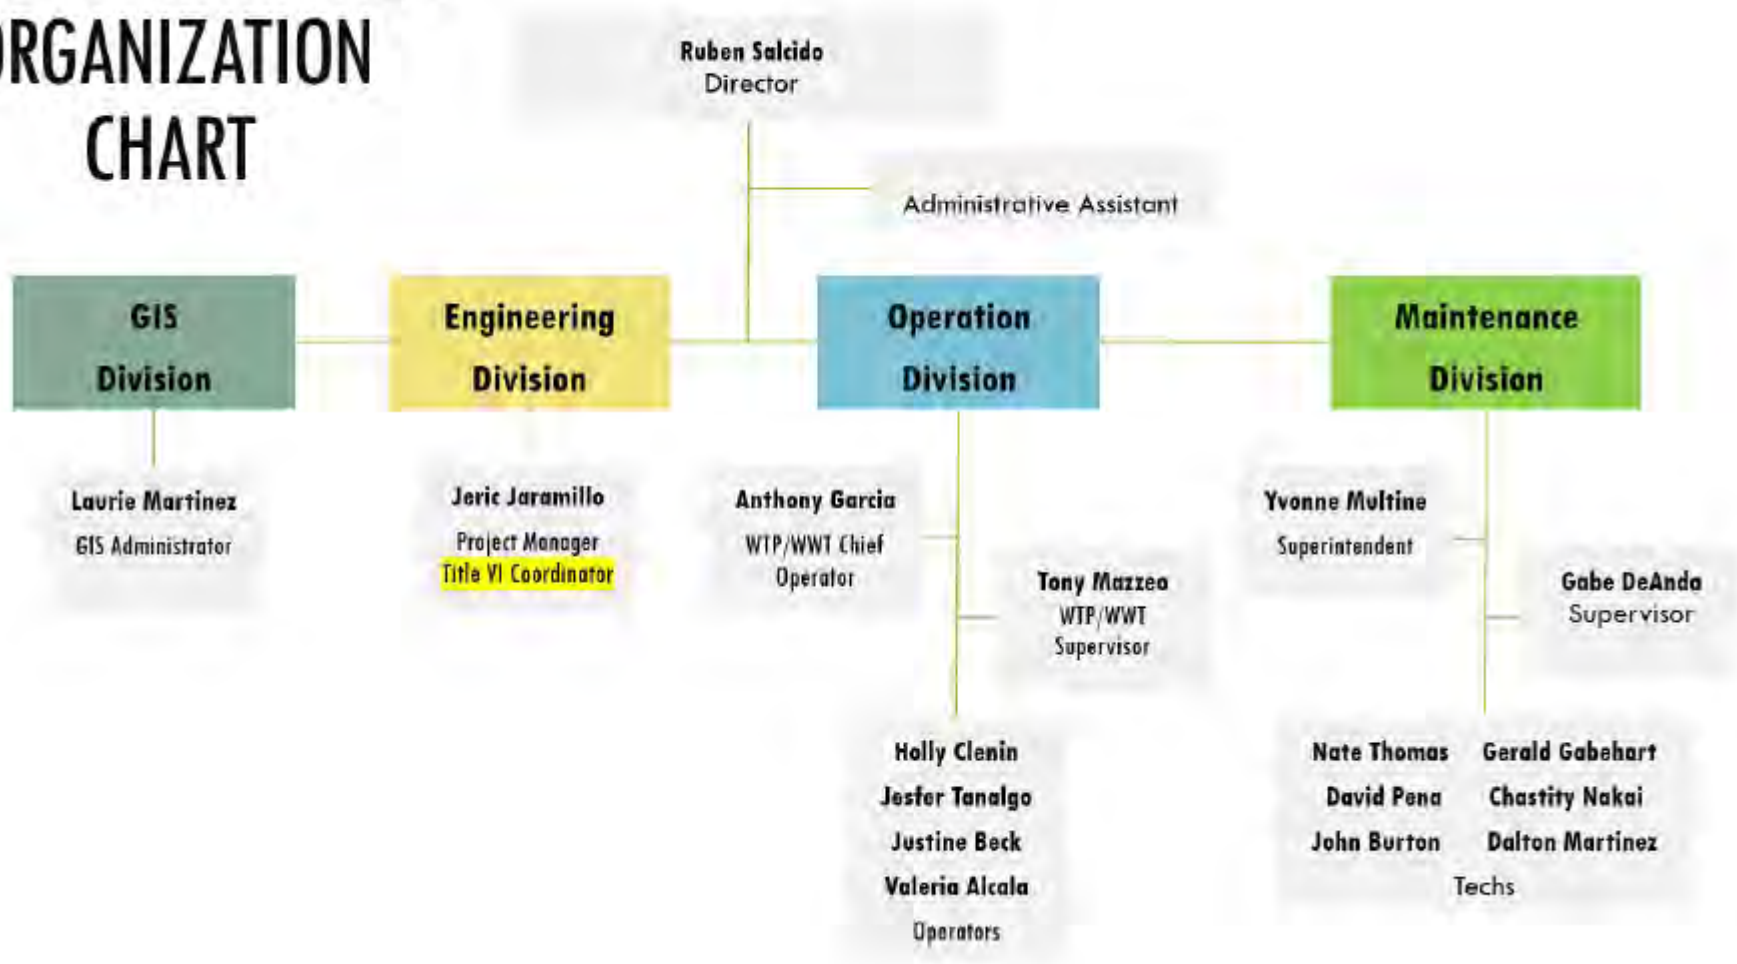 ORGANIZATION
CHART
Ruben Salcido
Director
Administrative Assistant
GIS
Division
Engineering
Division
Operation
Division
Maintenance
Division
Laurie Martinez
GIS Administrator
Jeric Jaramillo
Project Manager
Title VI Coordinator
Anthony Garcia
WTP/WWT Chief
Operator
Tony Mazzeo
WTP/WWT
Supervisor
Holly Clenin
Jesfer Tanalgo
Justine Beck
Valeria Alcala
Operators
Yvonne Multine
Superintendent
Gabe DeAnda
Supervisor
Nate Thomas Gerald Gabehart
David Pena Chastity Nakai
John Burton Dalton Martinez
Techs